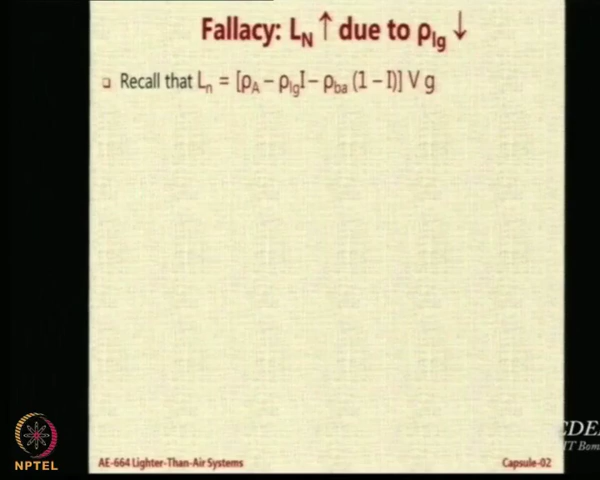 Fallacy: L_N ↑ due to ρ_lg ↓
Recall that L_n = [ρ_A − ρ_lg I − ρ_ba (1 − I)] V g
NPTEL
AE-664 Lighter-Than-Air Systems
Capsule-02